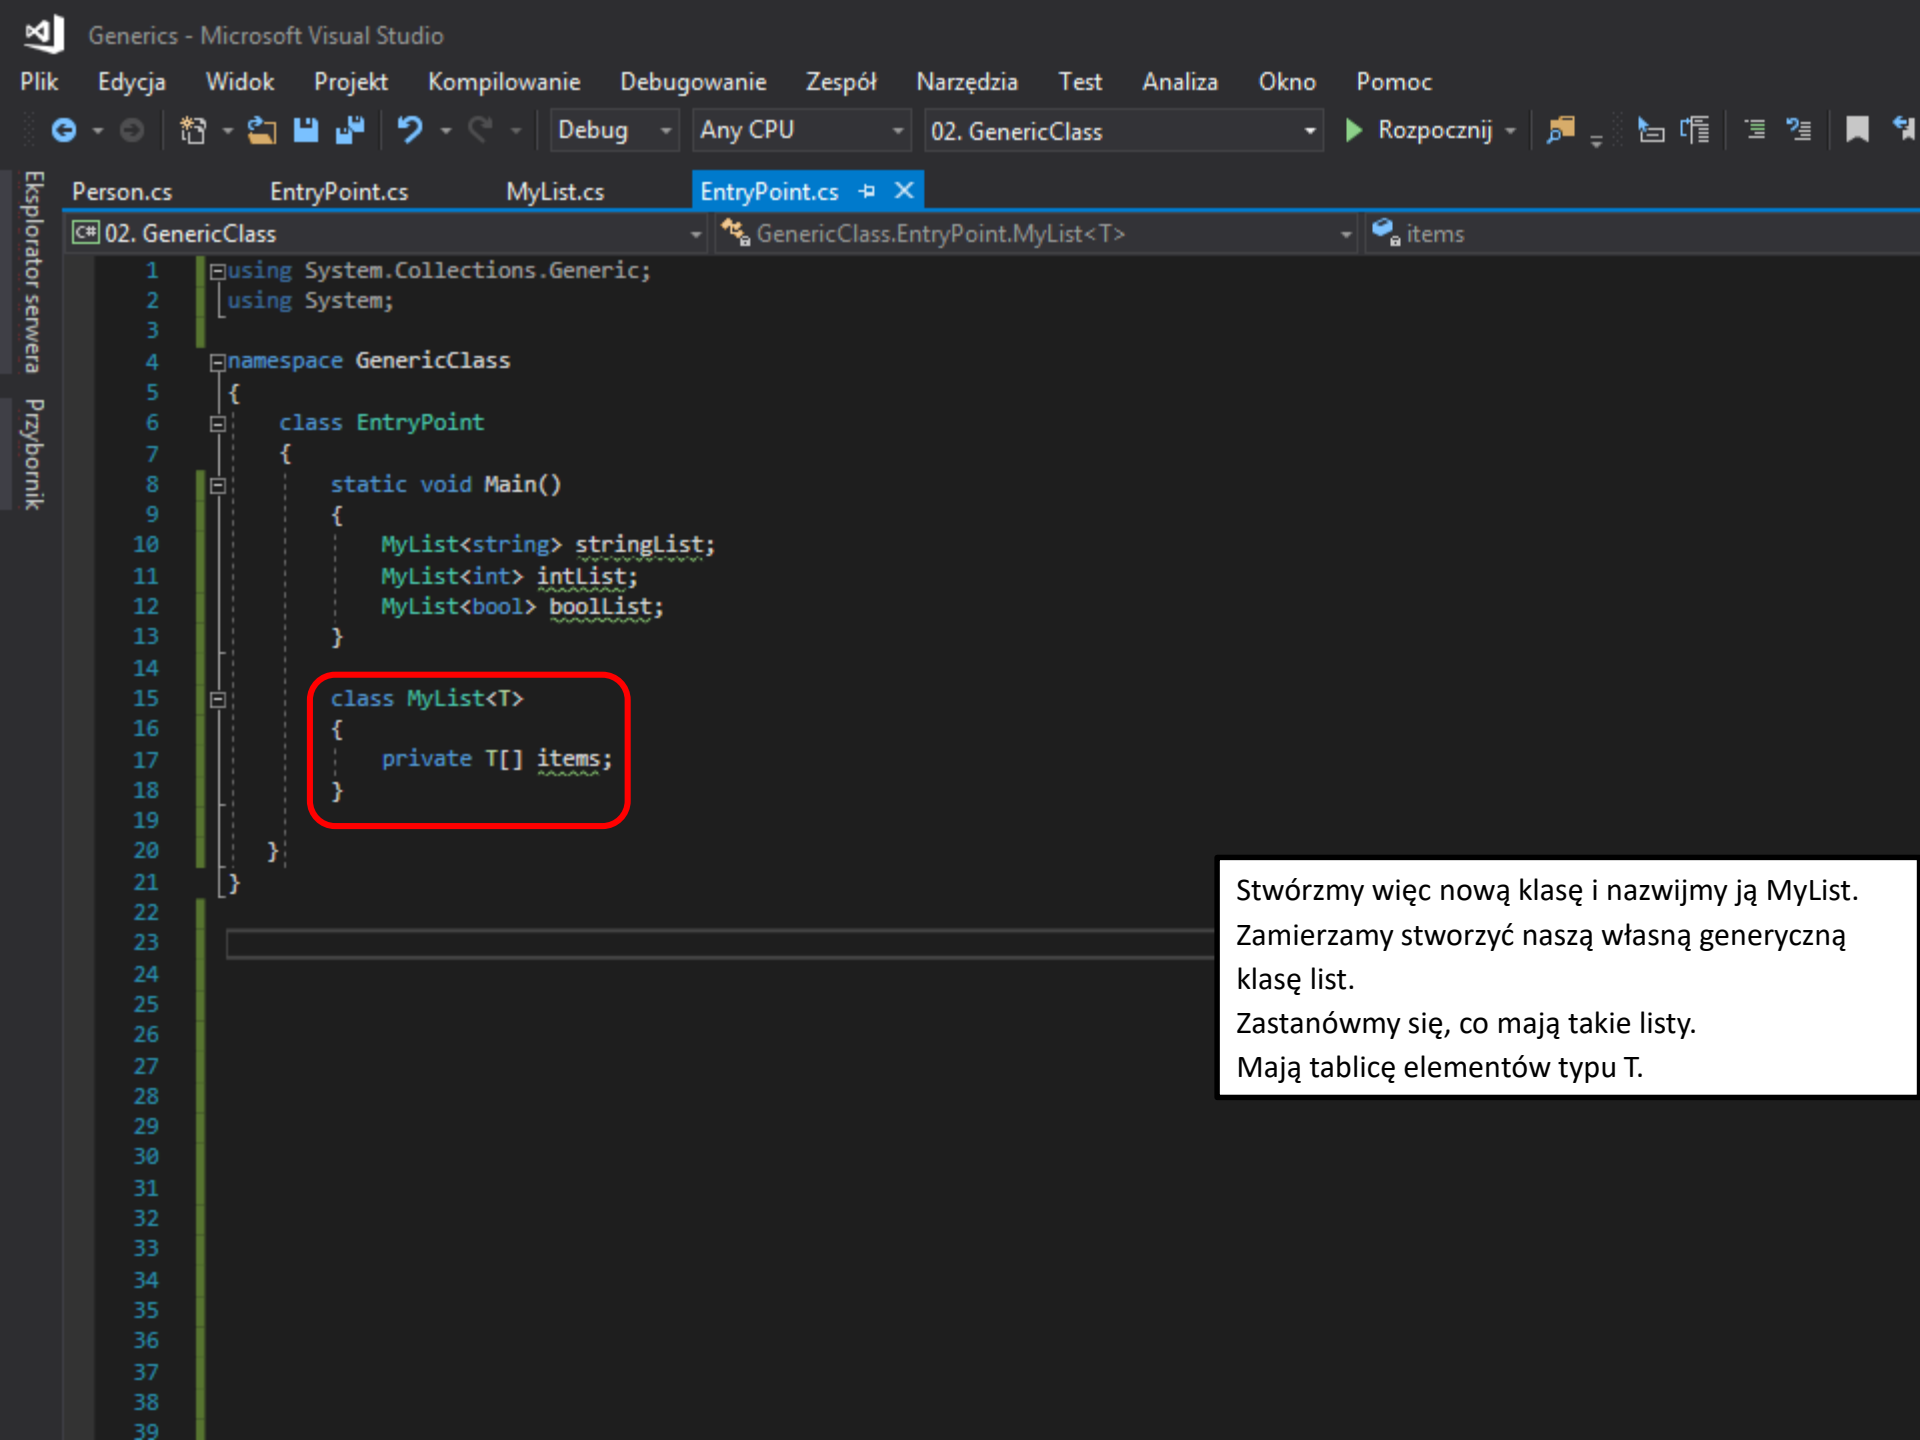 Generics - Microsoft Visual Studio
Plik Edycja Widok Projekt Kompilowanie Debugowanie Zespół Narzędzia Test Analiza Okno Pomoc
Debug Any CPU 02. GenericClass Rozpocznij
Eksplorator serwera
Przybornik
Person.cs EntryPoint.cs MyList.cs EntryPoint.cs
C# 02. GenericClass GenericClass.EntryPoint.MyList<T> items
1 using System.Collections.Generic;
2 using System;
3
4 namespace GenericClass
5 {
6 class EntryPoint
7 {
8 static void Main()
9 {
10 MyList<string> stringList;
11 MyList<int> intList;
12 MyList<bool> boolList;
13 }
14
15 class MyList<T>
16 {
17 private T[] items;
18 }
19
20 }
21 }
22
23
24
25
26
27
28
29
30
31
32
33
34
35
36
37
38
39
Stwórzmy więc nową klasę i nazwijmy ją MyList.
Zamierzamy stworzyć naszą własną generyczną
klasę list.
Zastanówmy się, co mają takie listy.
Mają tablicę elementów typu T.